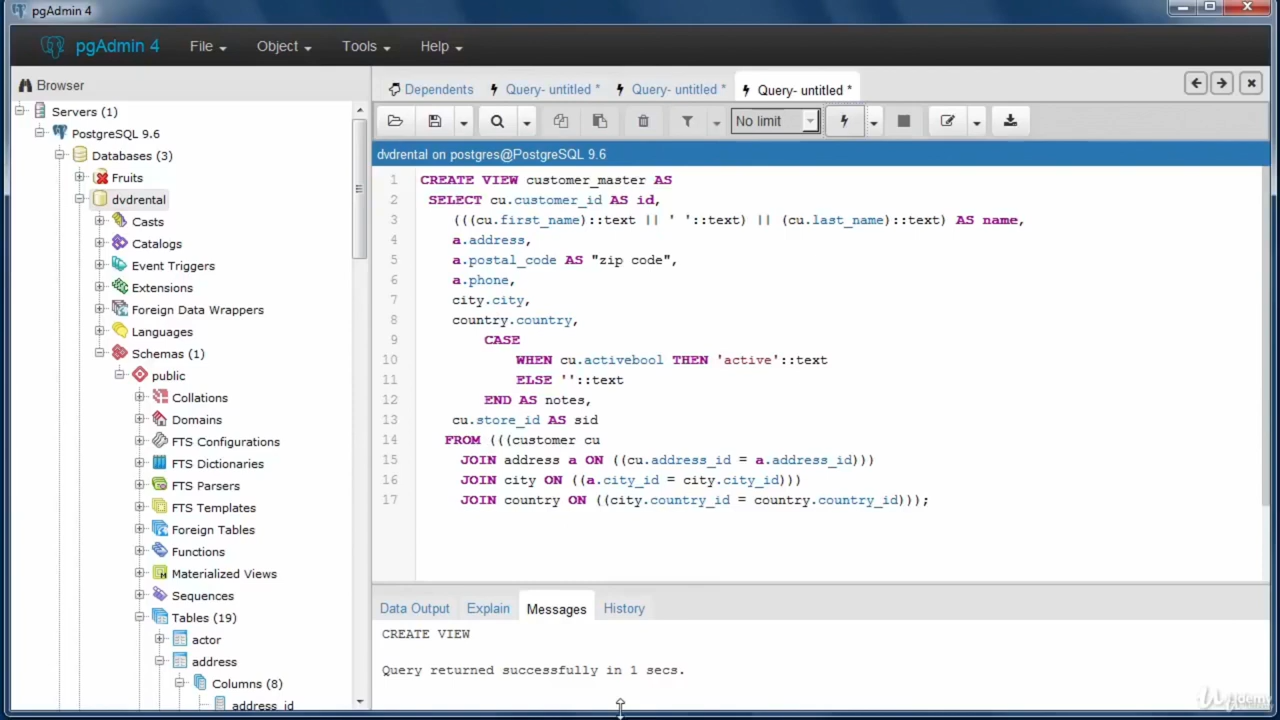 pgAdmin 4
pgAdmin 4 File Object Tools Help
Browser
Servers (1)
PostgreSQL 9.6
Databases (3)
Fruits
dvdrental
Casts
Catalogs
Event Triggers
Extensions
Foreign Data Wrappers
Languages
Schemas (1)
public
Collations
Domains
FTS Configurations
FTS Dictionaries
FTS Parsers
FTS Templates
Foreign Tables
Functions
Materialized Views
Sequences
Tables (19)
actor
address
Columns (8)
address_id
Dependents Query- untitled * Query- untitled * Query- untitled *
No limit
dvdrental on postgres@PostgreSQL 9.6
1 CREATE VIEW customer_master AS
2 SELECT cu.customer_id AS id,
3 (((cu.first_name)::text || ' '::text) || (cu.last_name)::text) AS name,
4 a.address,
5 a.postal_code AS "zip code",
6 a.phone,
7 city.city,
8 country.country,
9 CASE
10 WHEN cu.activebool THEN 'active'::text
11 ELSE ''::text
12 END AS notes,
13 cu.store_id AS sid
14 FROM (((customer cu
15 JOIN address a ON ((cu.address_id = a.address_id)))
16 JOIN city ON ((a.city_id = city.city_id)))
17 JOIN country ON ((city.country_id = country.country_id)));
Data Output Explain Messages History
CREATE VIEW
Query returned successfully in 1 secs.
Udemy